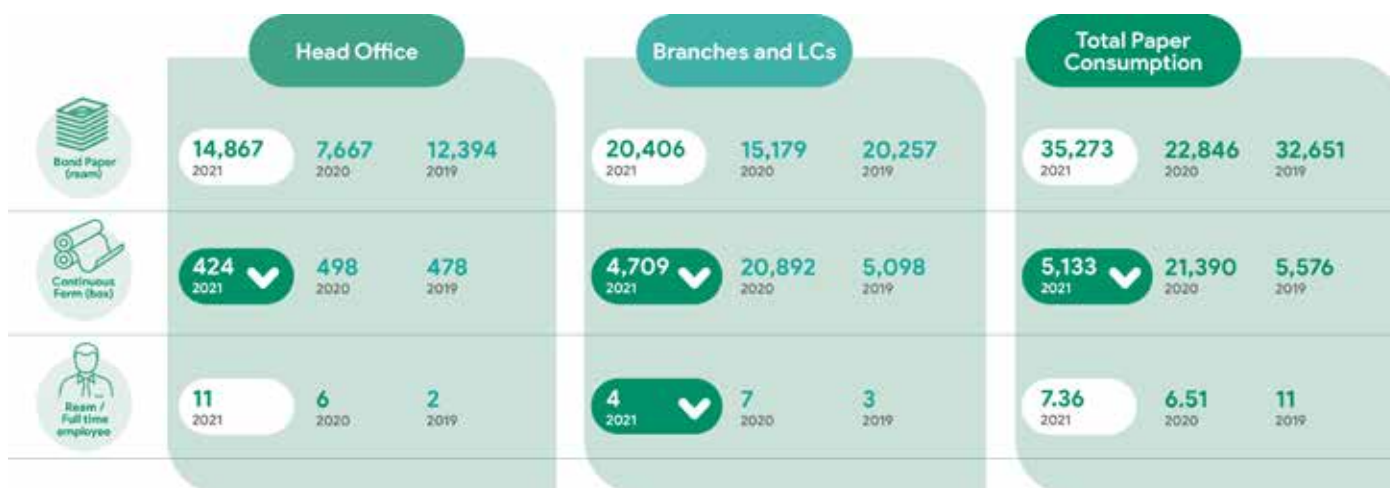 Head Office
Branches and LCs
Total Paper
Consumption
Bond Paper
(ream)
14,867 7,667 12,394
2021 2020 2019
20,406 15,179 20,257
2021 2020 2019
35,273 22,846 32,651
2021 2020 2019
Continuous
Form (box)
424 498 478
2021 2020 2019
4,709 20,892 5,098
2021 2020 2019
5,133 21,390 5,576
2021 2020 2019
Ream /
Full time
employee
11 6 2
2021 2020 2019
4 7 3
2021 2020 2019
7.36 6.51 11
2021 2020 2019